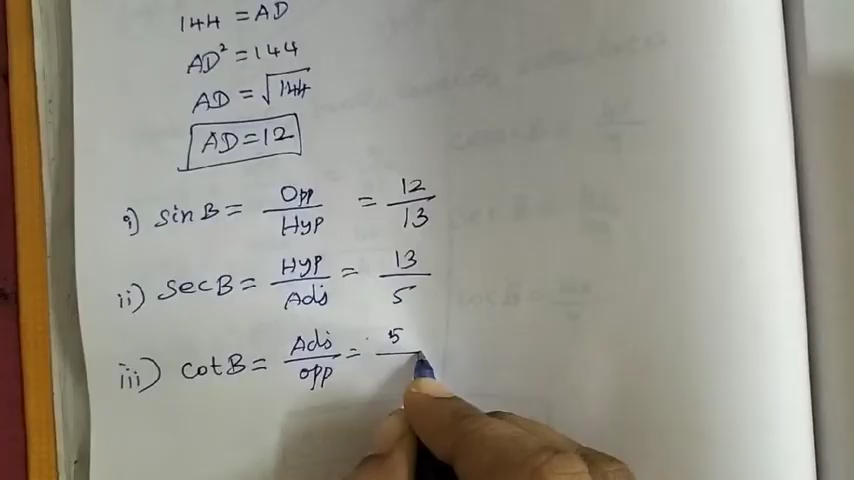 144 = AD
AD² = 144
AD = √144
AD = 12
i) sin B = Opp/Hyp = 12/13
ii) sec B = Hyp/Adj = 13/5
iii) cot B = Adj/opp = 5/